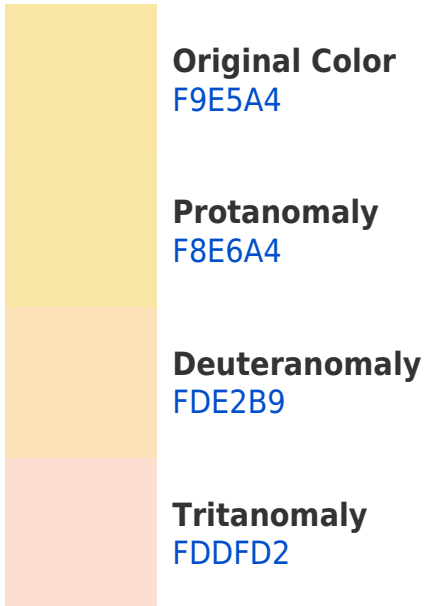 Original Color
F9E5A4
Protanomaly
F8E6A4
Deuteranomaly
FDE2B9
Tritanomaly
FDDFD2